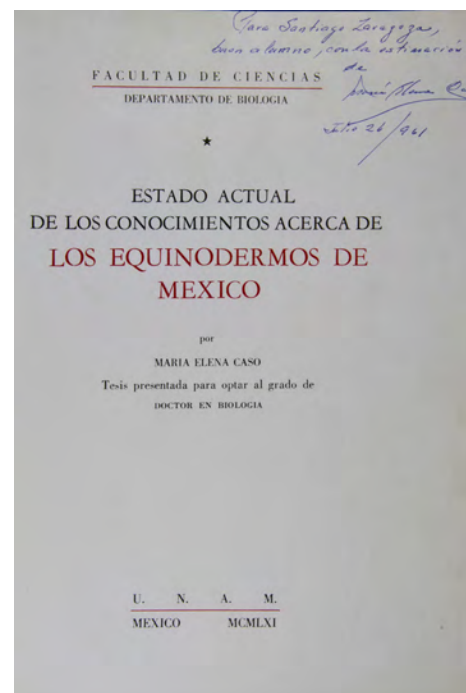 Para Santiago Zaragoza,
buen alumno, con la estimación
de
Julio 26/961
FACULTAD DE CIENCIAS
DEPARTAMENTO DE BIOLOGIA
★
ESTADO ACTUAL
DE LOS CONOCIMIENTOS ACERCA DE
LOS EQUINODERMOS DE
MEXICO
por
MARIA ELENA CASO
Tesis presentada para optar al grado de
DOCTOR EN BIOLOGIA
U. N. A. M.
MEXICO MCMLXI